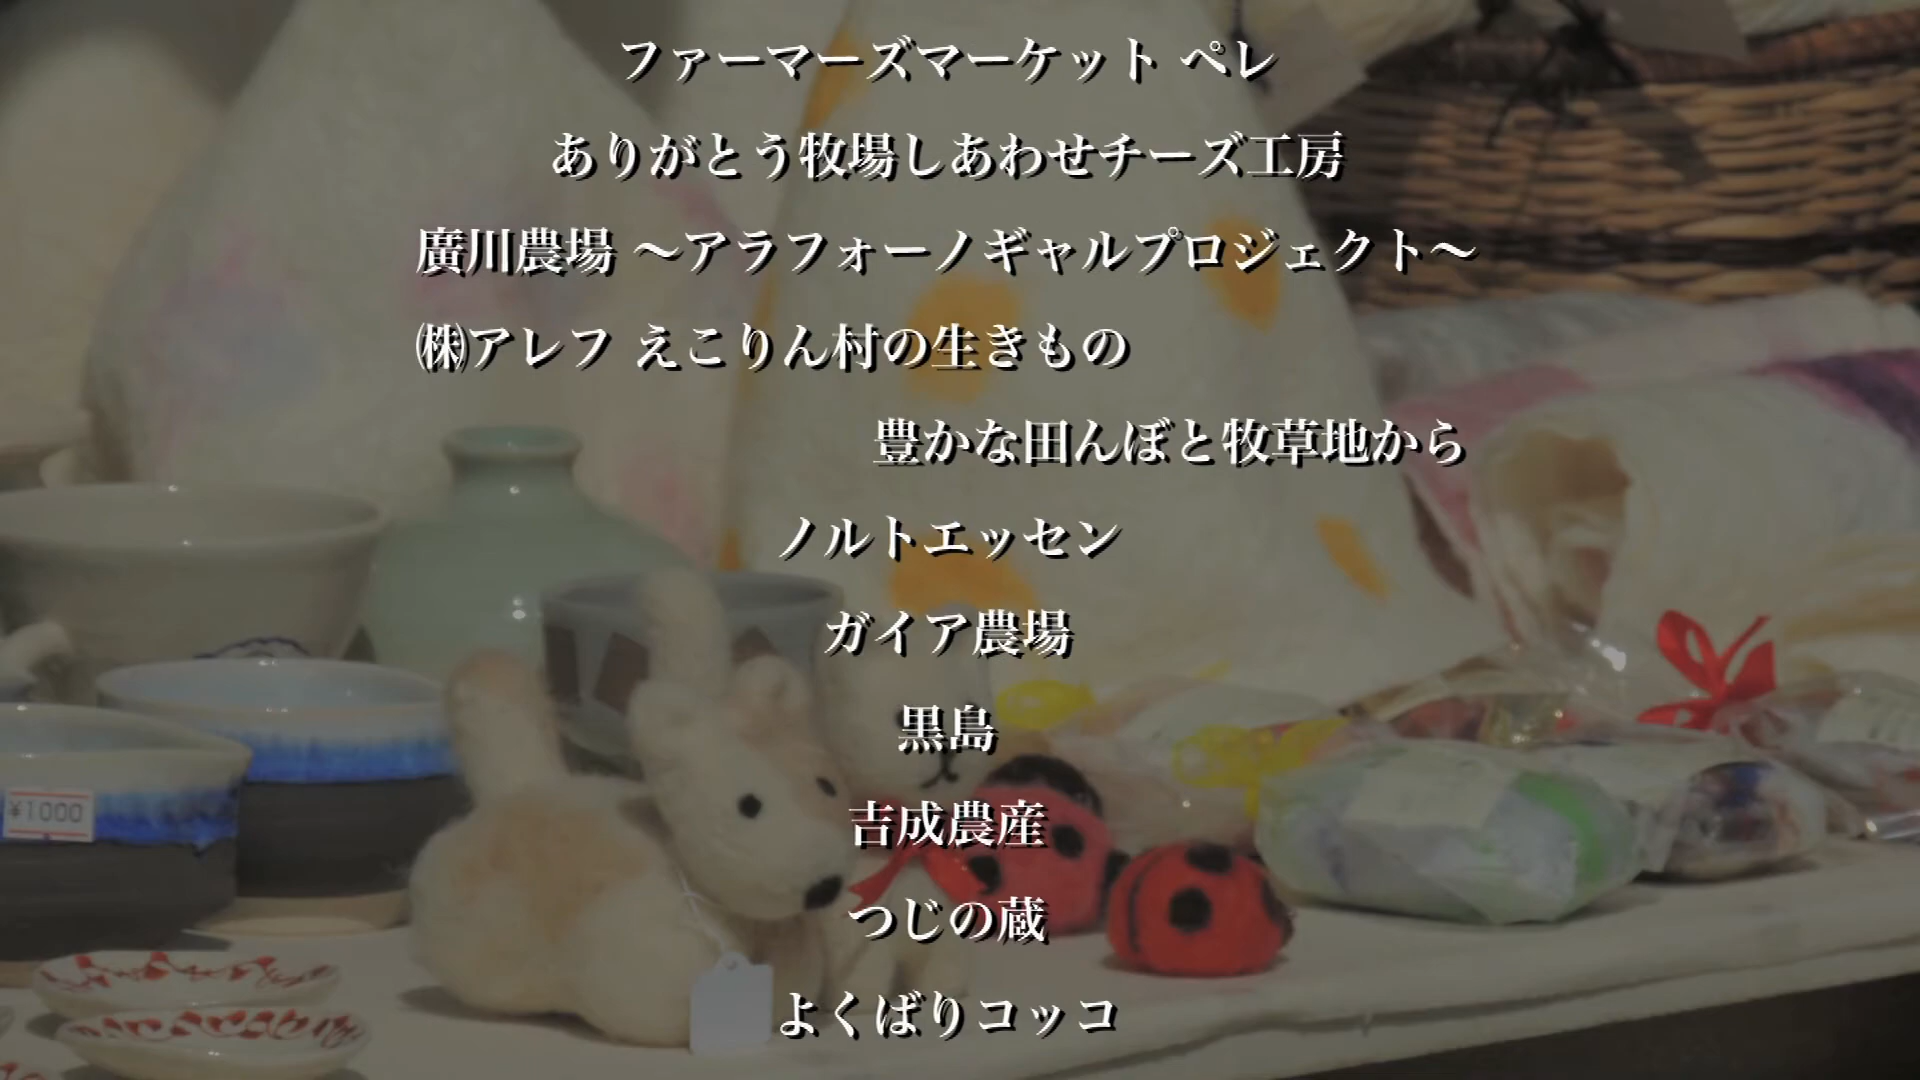 ファーマーズマーケット ペレ
ありがとう牧場しあわせチーズ工房
廣川農場 ～アラフォーノギャルプロジェクト～
㈱アレフ えこりん村の生きもの
豊かな田んぼと牧草地から
ノルトエッセン
ガイア農場
黒島
吉成農産
つじの蔵
よくばりコッコ
¥1000